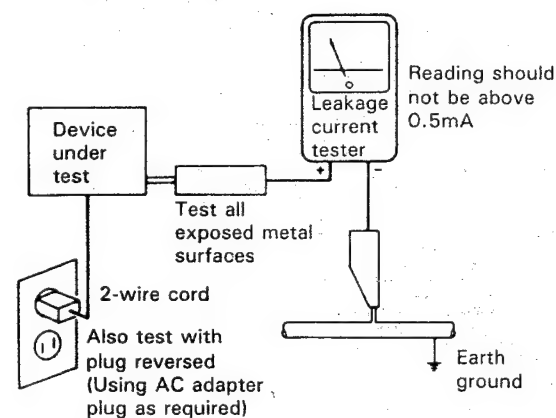 Reading should
not be above
0.5mA
Leakage
current
tester
+
-
Device
under
test
Test all
exposed metal
surfaces
2-wire cord
Also test with
plug reversed
(Using AC adapter
plug as required)
Earth
ground